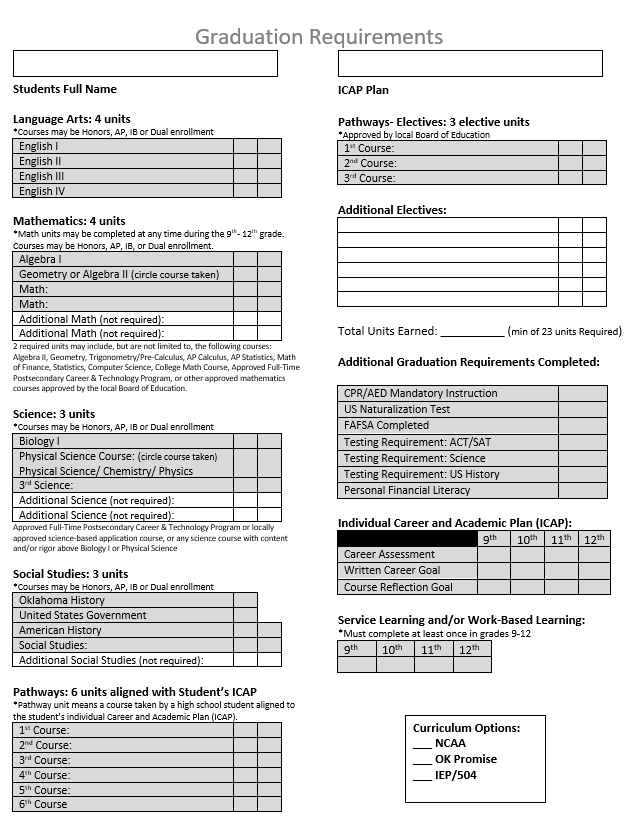 Graduation Requirements
Students Full Name
Language Arts: 4 units
*Courses may be Honors, AP, IB or Dual enrollment
English I
English II
English III
English IV
Mathematics: 4 units
*Math units may be completed at any time during the 9th- 12th grade.
Courses may be Honors, AP, IB, or Dual enrollment.
Algebra I
Geometry or Algebra II (circle course taken)
Math:
Math:
Additional Math (not required):
Additional Math (not required):
2 required units may include, but are not limited to, the following courses:
Algebra II, Geometry, Trigonometry/Pre-Calculus, AP Calculus, AP Statistics, Math
of Finance, Statistics, Computer Science, College Math Course, Approved Full-Time
Postsecondary Career & Technology Program, or other approved mathematics
courses approved by the local Board of Education.
Science: 3 units
*Courses may be Honors, AP, IB or Dual enrollment
Biology I
Physical Science Course: (circle course taken)
Physical Science/ Chemistry/ Physics
3rd Science:
Additional Science (not required):
Additional Science (not required):
Approved Full-Time Postsecondary Career & Technology Program or locally
approved science-based application course, or any science course with content
and/or rigor above Biology I or Physical Science
Social Studies: 3 units
*Courses may be Honors, AP, IB or Dual enrollment
Oklahoma History
United States Government
American History
Social Studies:
Additional Social Studies (not required):
Pathways: 6 units aligned with Student's ICAP
*Pathway unit means a course taken by a high school student aligned to
the student's individual Career and Academic Plan (ICAP).
1st Course:
2nd Course:
3rd Course:
4th Course:
5th Course:
6th Course
ICAP Plan
Pathways- Electives: 3 elective units
*Approved by local Board of Education
1st Course:
2nd Course:
3rd Course:
Additional Electives:
Total Units Earned: __________ (min of 23 units Required)
Additional Graduation Requirements Completed:
CPR/AED Mandatory Instruction
US Naturalization Test
FAFSA Completed
Testing Requirement: ACT/SAT
Testing Requirement: Science
Testing Requirement: US History
Personal Financial Literacy
Individual Career and Academic Plan (ICAP):
9th 10th 11th 12th
Career Assessment
Written Career Goal
Course Reflection Goal
Service Learning and/or Work-Based Learning:
*Must complete at least once in grades 9-12
9th 10th 11th 12th
Curriculum Options:
___ NCAA
___ OK Promise
___ IEP/504